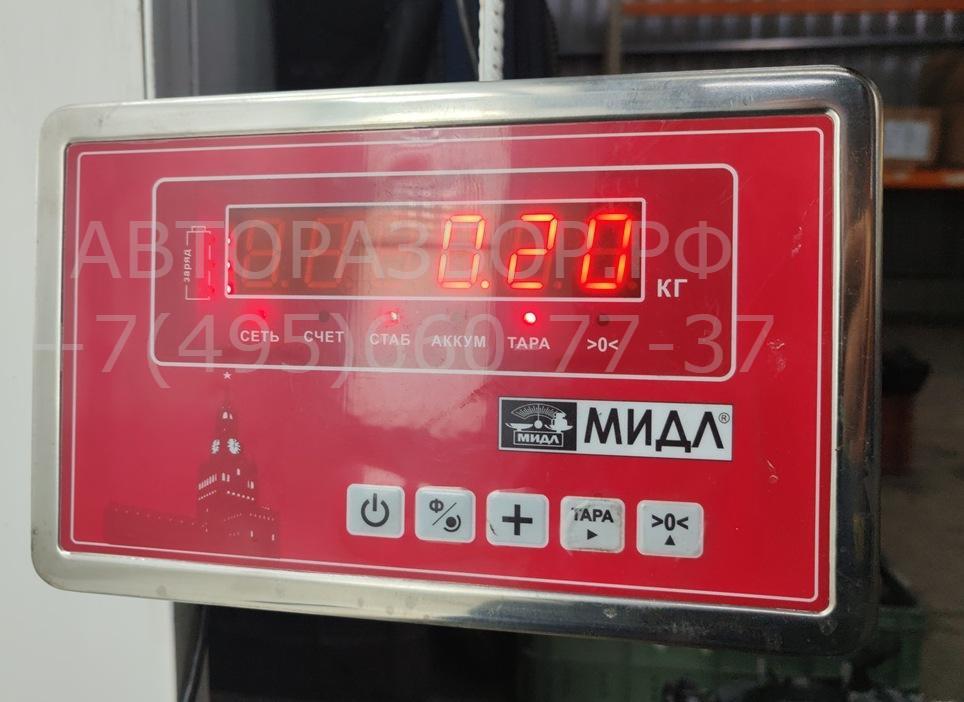 АВТОРАЗБОР.РФ
+7(495)660-77-37
заряд
0.20
КГ
СЕТЬ СЧЕТ СТАБ АККУМ ТАРА >0<
МИДЛ МИДЛ®
Ф
+ ТАРА >0<